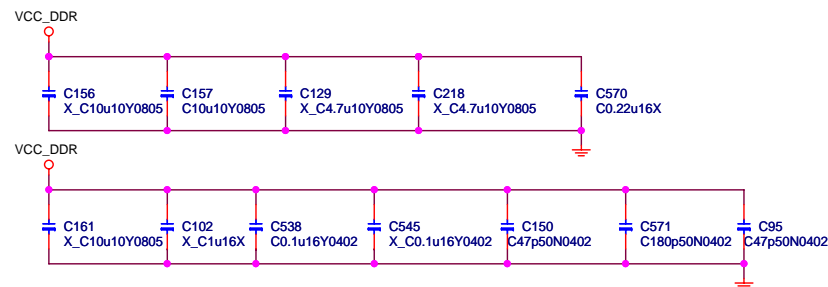 VCC_DDR
C156
X_C10u10Y0805
C157
C10u10Y0805
C129
X_C4.7u10Y0805
C218
X_C4.7u10Y0805
C570
C0.22u16X
VCC_DDR
C161
X_C10u10Y0805
C102
X_C1u16X
C538
C0.1u16Y0402
C545
X_C0.1u16Y0402
C150
C47p50N0402
C571
C180p50N0402
C95
C47p50N0402